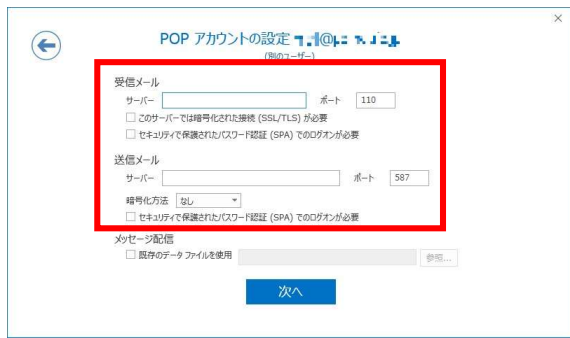 POP アカウントの設定
(別のユーザー)
受信メール
サーバー ポート 110
このサーバーでは暗号化された接続 (SSL/TLS) が必要
セキュリティで保護されたパスワード認証 (SPA) でのログオンが必要
送信メール
サーバー ポート 587
暗号化方法 なし
セキュリティで保護されたパスワード認証 (SPA) でのログオンが必要
メッセージ配信
既存のデータ ファイルを使用 参照...
次へ